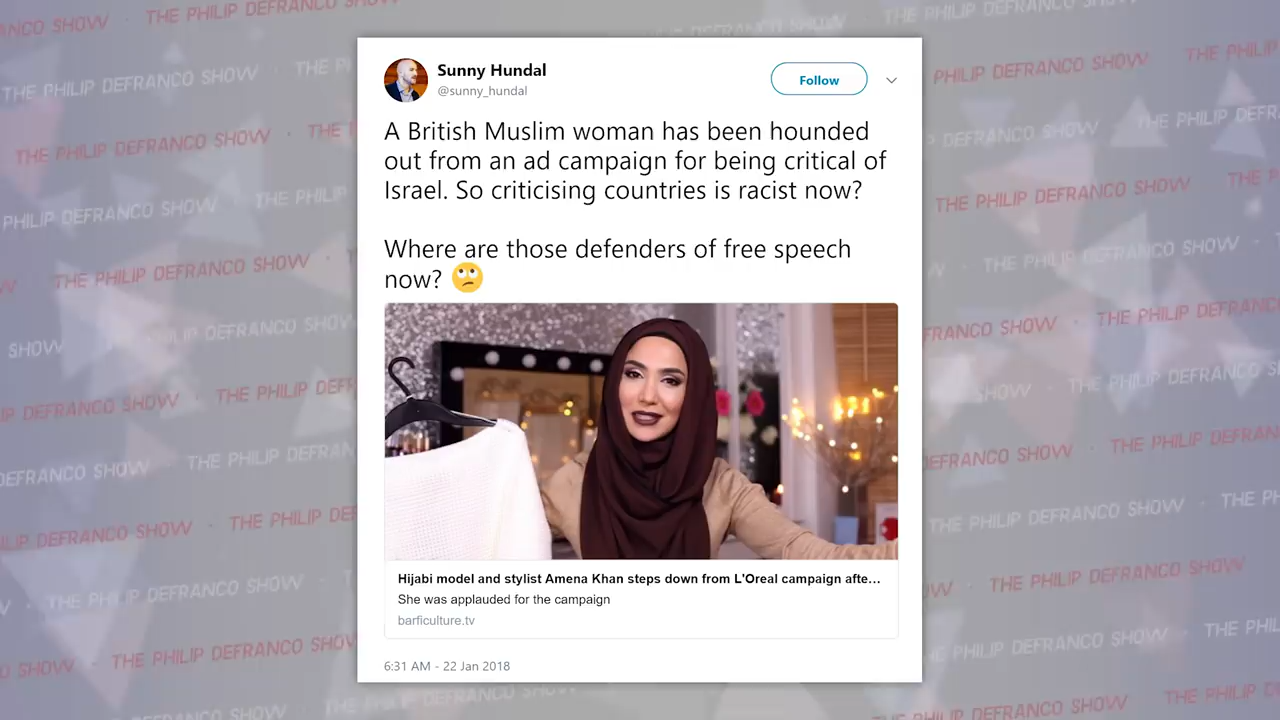 Sunny Hundal
@sunny_hundal
Follow
A British Muslim woman has been hounded
out from an ad campaign for being critical of
Israel. So criticising countries is racist now?
Where are those defenders of free speech
now? 🙄
Hijabi model and stylist Amena Khan steps down from L'Oreal campaign afte...
She was applauded for the campaign
barficulture.tv
6:31 AM - 22 Jan 2018
THE PHILIP DEFRANCO SHOW